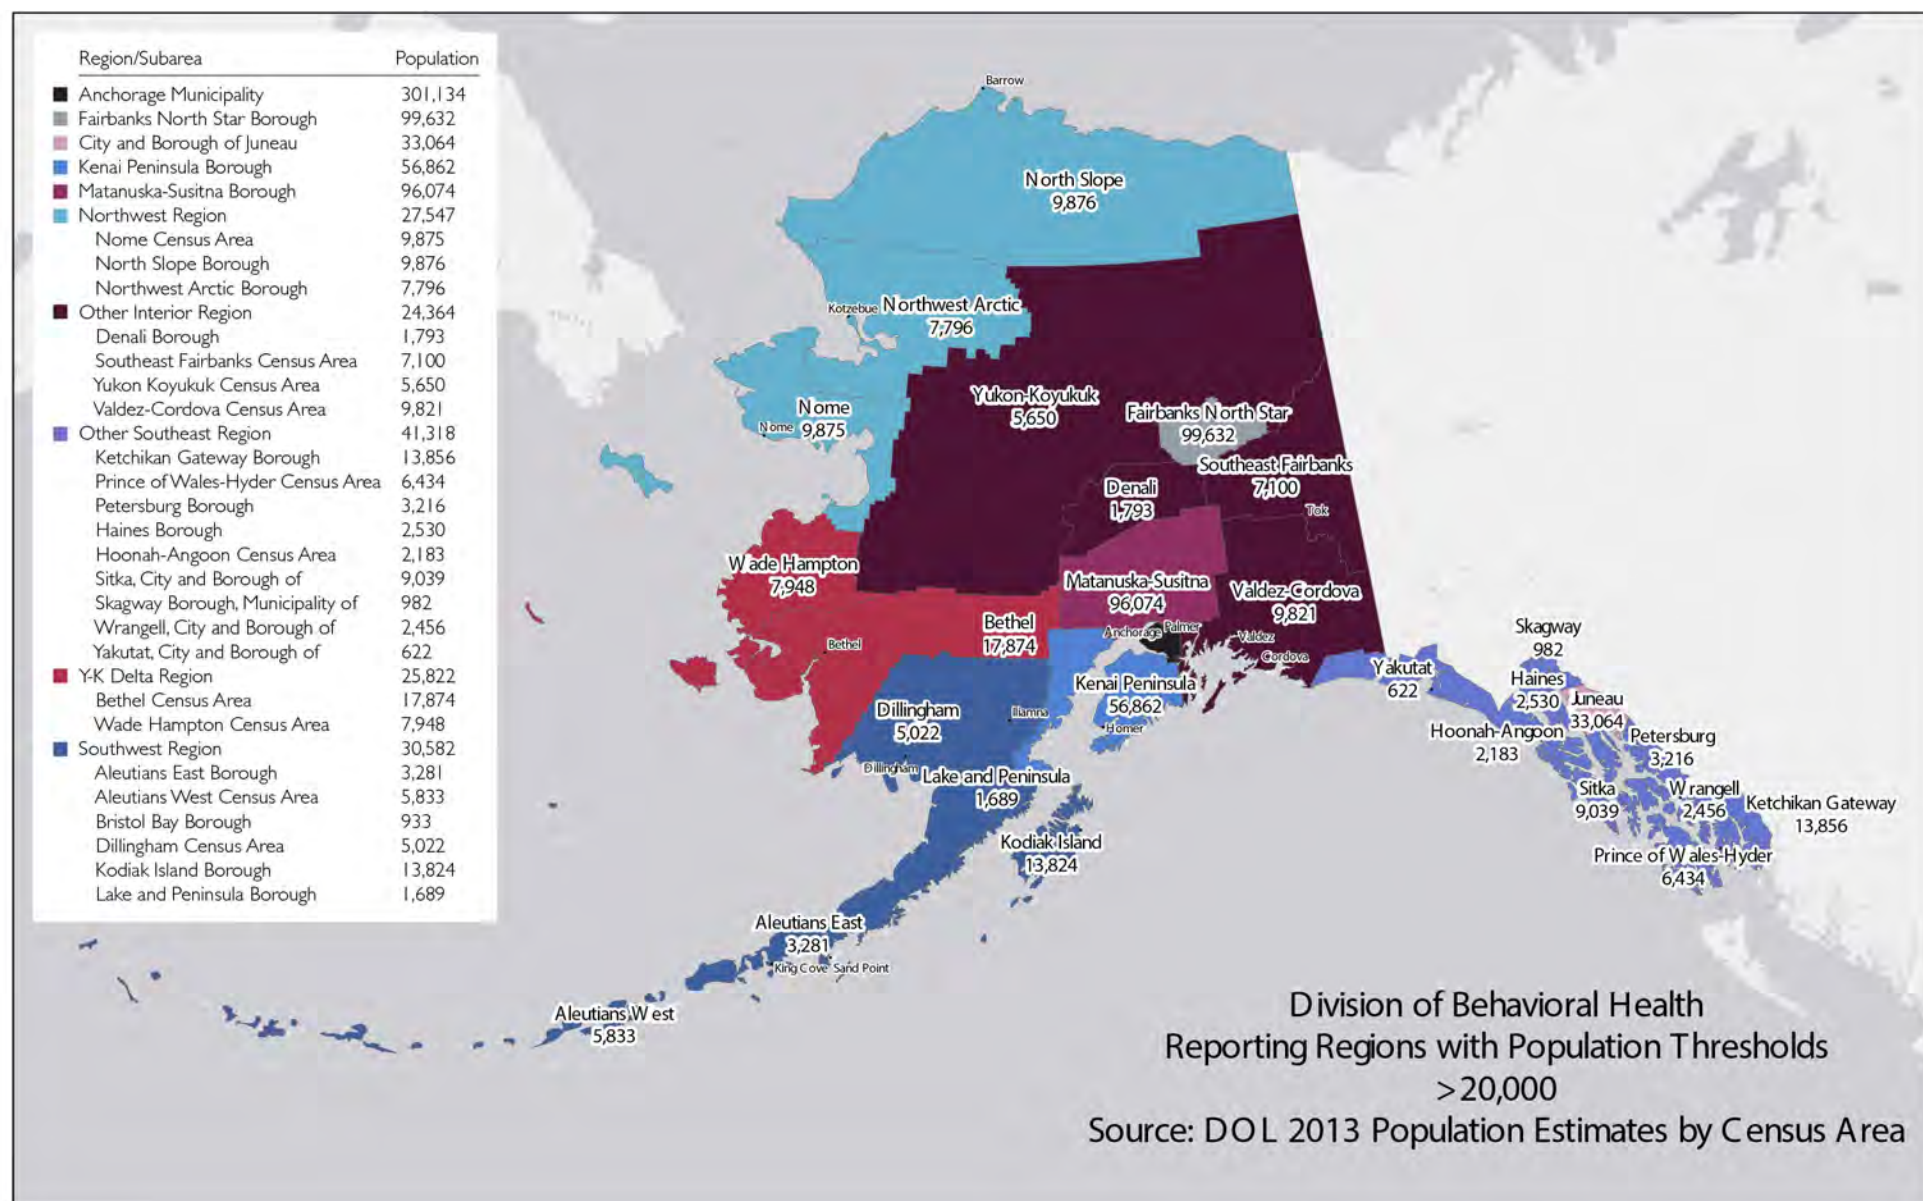 Region/Subarea Population
Anchorage Municipality 301,134
Fairbanks North Star Borough 99,632
City and Borough of Juneau 33,064
Kenai Peninsula Borough 56,862
Matanuska-Susitna Borough 96,074
Northwest Region 27,547
Nome Census Area 9,875
North Slope Borough 9,876
Northwest Arctic Borough 7,796
Other Interior Region 24,364
Denali Borough 1,793
Southeast Fairbanks Census Area 7,100
Yukon Koyukuk Census Area 5,650
Valdez-Cordova Census Area 9,821
Other Southeast Region 41,318
Ketchikan Gateway Borough 13,856
Prince of Wales-Hyder Census Area 6,434
Petersburg Borough 3,216
Haines Borough 2,530
Hoonah-Angoon Census Area 2,183
Sitka, City and Borough of 9,039
Skagway Borough, Municipality of 982
Wrangell, City and Borough of 2,456
Yakutat, City and Borough of 622
Y-K Delta Region 25,822
Bethel Census Area 17,874
Wade Hampton Census Area 7,948
Southwest Region 30,582
Aleutians East Borough 3,281
Aleutians West Census Area 5,833
Bristol Bay Borough 933
Dillingham Census Area 5,022
Kodiak Island Borough 13,824
Lake and Peninsula Borough 1,689
Barrow
North Slope
9,876
Kotzebue
Northwest Arctic
7,796
Nome
9,875
Nome
Yukon-Koyukuk
5,650
Fairbanks North Star
99,632
Southeast Fairbanks
7,100
Denali
1,793
Tok
Wade Hampton
7,948
Matanuska-Susitna
96,074
Valdez-Cordova
9,821
Bethel
17,874
Bethel
Anchorage
Palmer
Valdez
Cordova
Kenai Peninsula
56,862
Homer
Dillingham
5,022
Iliamna
Dillingham
Lake and Peninsula
1,689
Kodiak Island
13,824
Aleutians East
3,281
King Cove
Sand Point
Aleutians West
5,833
Yakutat
622
Skagway
982
Haines
2,530
Juneau
33,064
Hoonah-Angoon
2,183
Petersburg
3,216
Sitka
9,039
Wrangell
2,456
Ketchikan Gateway
13,856
Prince of Wales-Hyder
6,434
Division of Behavioral Health
Reporting Regions with Population Thresholds
>20,000
Source: DOL 2013 Population Estimates by Census Area